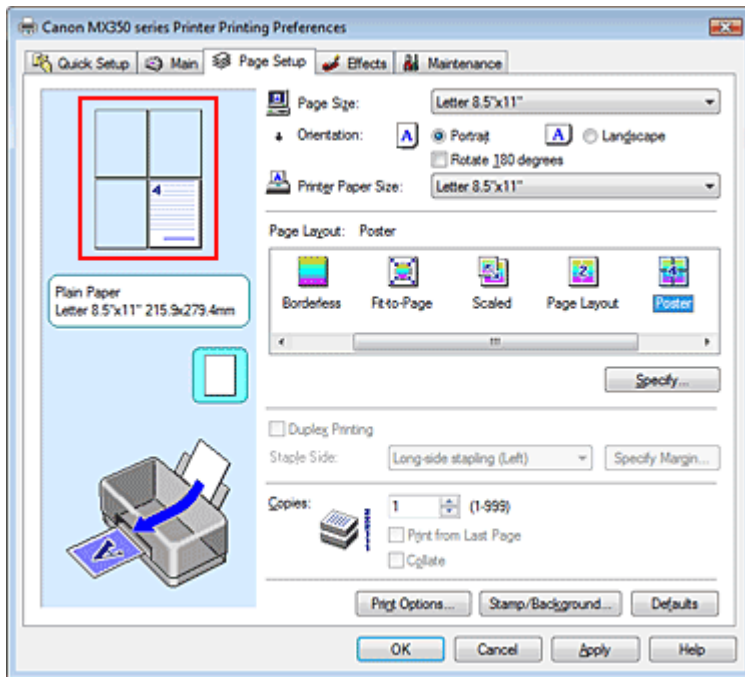 Canon MX350 series Printer Printing Preferences
Quick Setup Main Page Setup Effects Maintenance
Page Size: Letter 8.5"x11"
Orientation: A Portrait A Landscape
Rotate 180 degrees
Printer Paper Size: Letter 8.5"x11"
4
Plain Paper
Letter 8.5"x11" 215.9x279.4mm
Page Layout: Poster
Borderless Fit-to-Page Scaled Page Layout Poster
Specify...
Duplex Printing
Staple Side: Long-side stapling (Left) Specify Margin...
Copies: 1 (1-999)
Print from Last Page
Collate
A
Print Options... Stamp/Background... Defaults
OK Cancel Apply Help